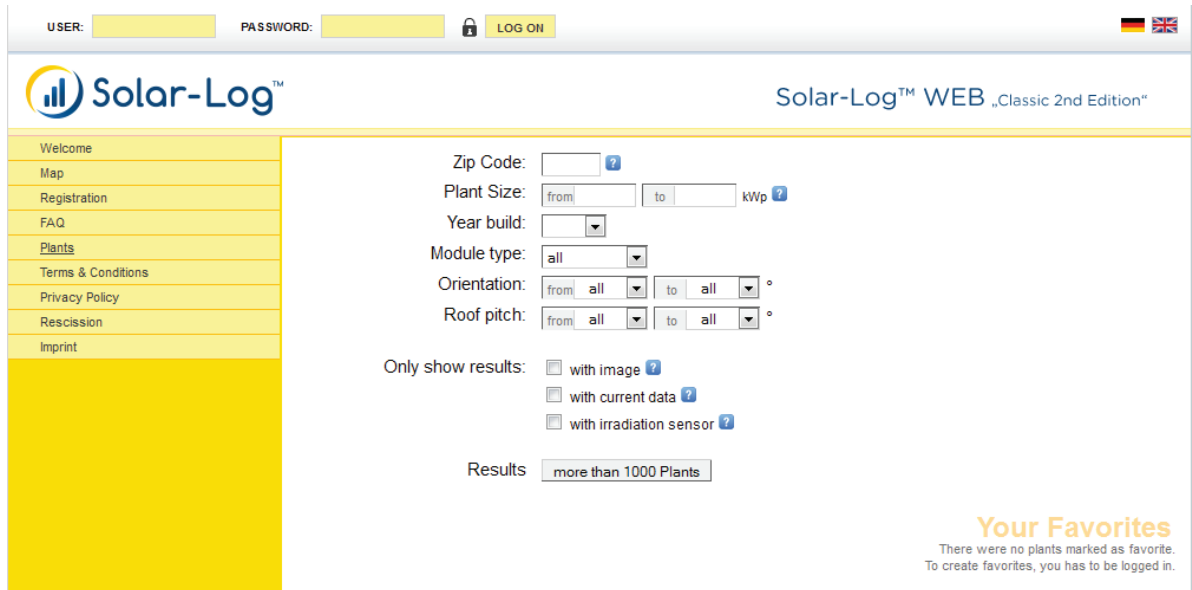 USER: PASSWORD: LOG ON
Solar-Log™
Solar-Log™ WEB „Classic 2nd Edition“
Welcome
Map
Registration
FAQ
Plants
Terms & Conditions
Privacy Policy
Rescission
Imprint
Zip Code: ?
Plant Size: from to kWp ?
Year build:
Module type: all
Orientation: from all to all °
Roof pitch: from all to all °
Only show results: with image ?
with current data ?
with irradiation sensor ?
Results more than 1000 Plants
Your Favorites
There were no plants marked as favorite.
To create favorites, you has to be logged in.